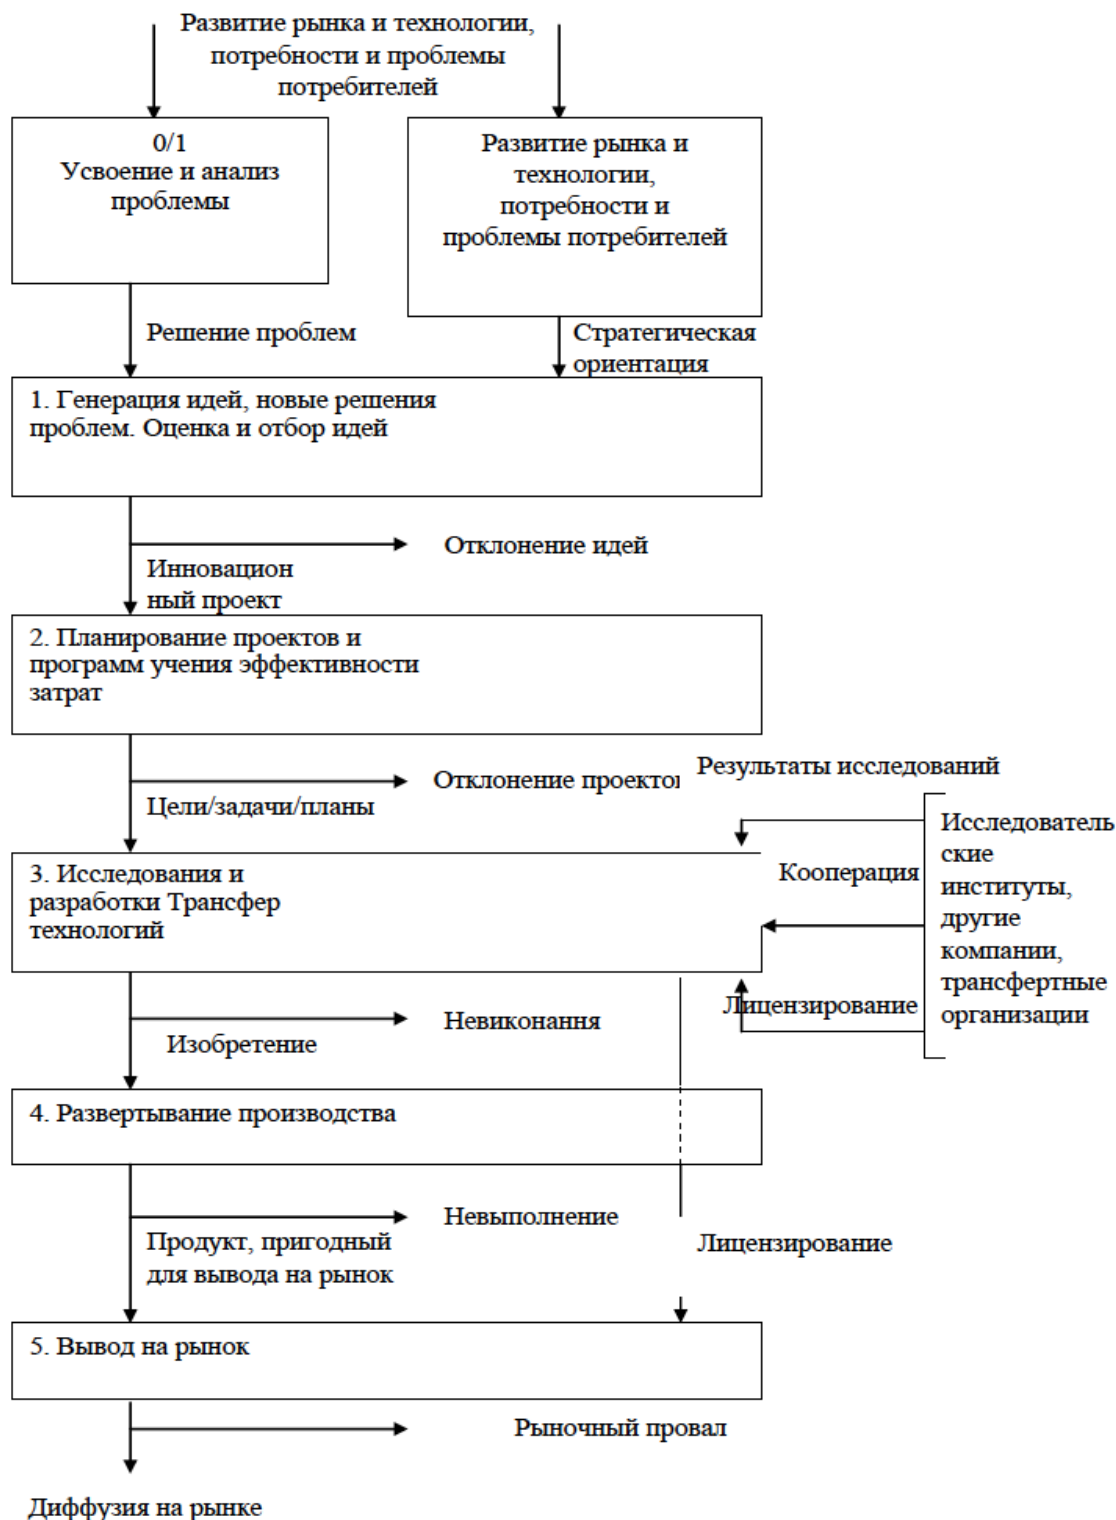 Развитие рынка и технологии,
потребности и проблемы
потребителей
0/1
Усвоение и анализ
проблемы
Развитие рынка и
технологии,
потребности и
проблемы потребителей
Решение проблем
Стратегическая
ориентация
1. Генерация идей, новые решения
проблем. Оценка и отбор идей
Отклонение идей
Инновацион
ный проект
2. Планирование проектов и
программ учения эффективности
затрат
Отклонение проектов
Цели/задачи/планы
Результаты исследований
Исследователь
ские
институты,
другие
компании,
трансфертные
организации
Кооперация
Лицензирование
3. Исследования и
разработки Трансфер
технологий
Невиконання
Изобретение
4. Развертывание производства
Невыполнение
Продукт, пригодный
для вывода на рынок
Лицензирование
5. Вывод на рынок
Рыночный провал
Диффузия на рынке